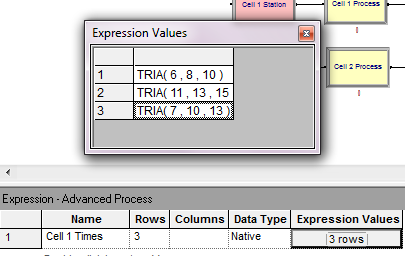 Cell 1 Station
Cell 1 Process
Expression Values
1 TRIA( 6 , 8 , 10 )
2 TRIA( 11 , 13 , 15
3 TRIA( 7 , 10 , 13 )
Cell 2 Process
Expression - Advanced Process
Name Rows Columns Data Type Expression Values
1 Cell 1 Times 3 Native 3 rows